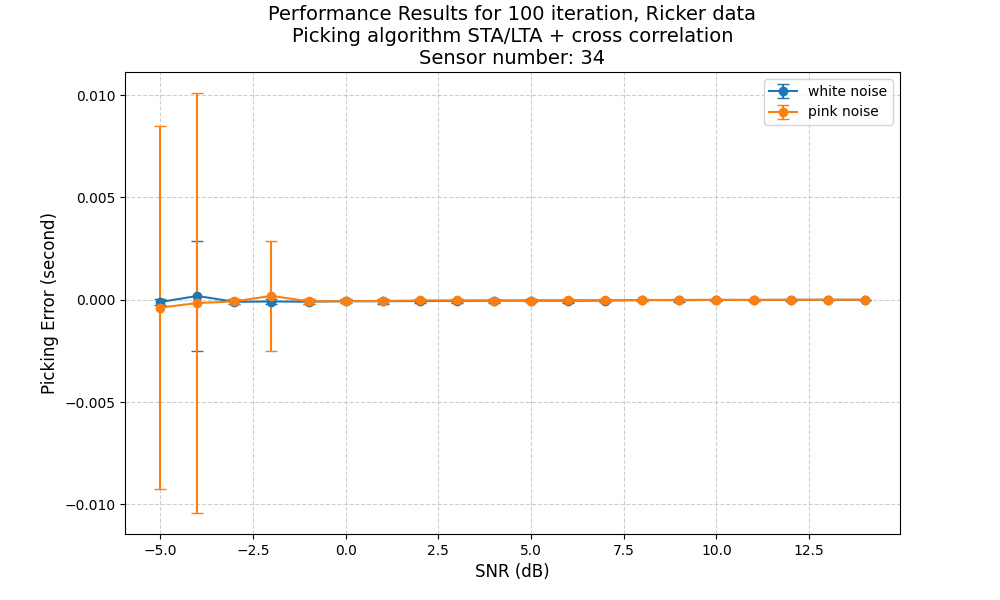 Performance Results for 100 iteration, Ricker data
Picking algorithm STA/LTA + cross correlation
Sensor number: 34
white noise
pink noise
Picking Error (second)
0.010
0.005
0.000
−0.005
−0.010
−5.0 −2.5 0.0 2.5 5.0 7.5 10.0 12.5
SNR (dB)